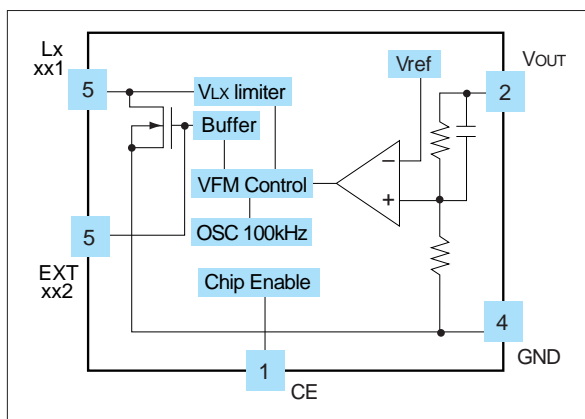 Lx
xx1
5
VLX limiter
Vref
VOUT
2
Buffer
−
VFM Control
+
5
OSC 100kHz
EXT
xx2
Chip Enable
4
GND
1
CE